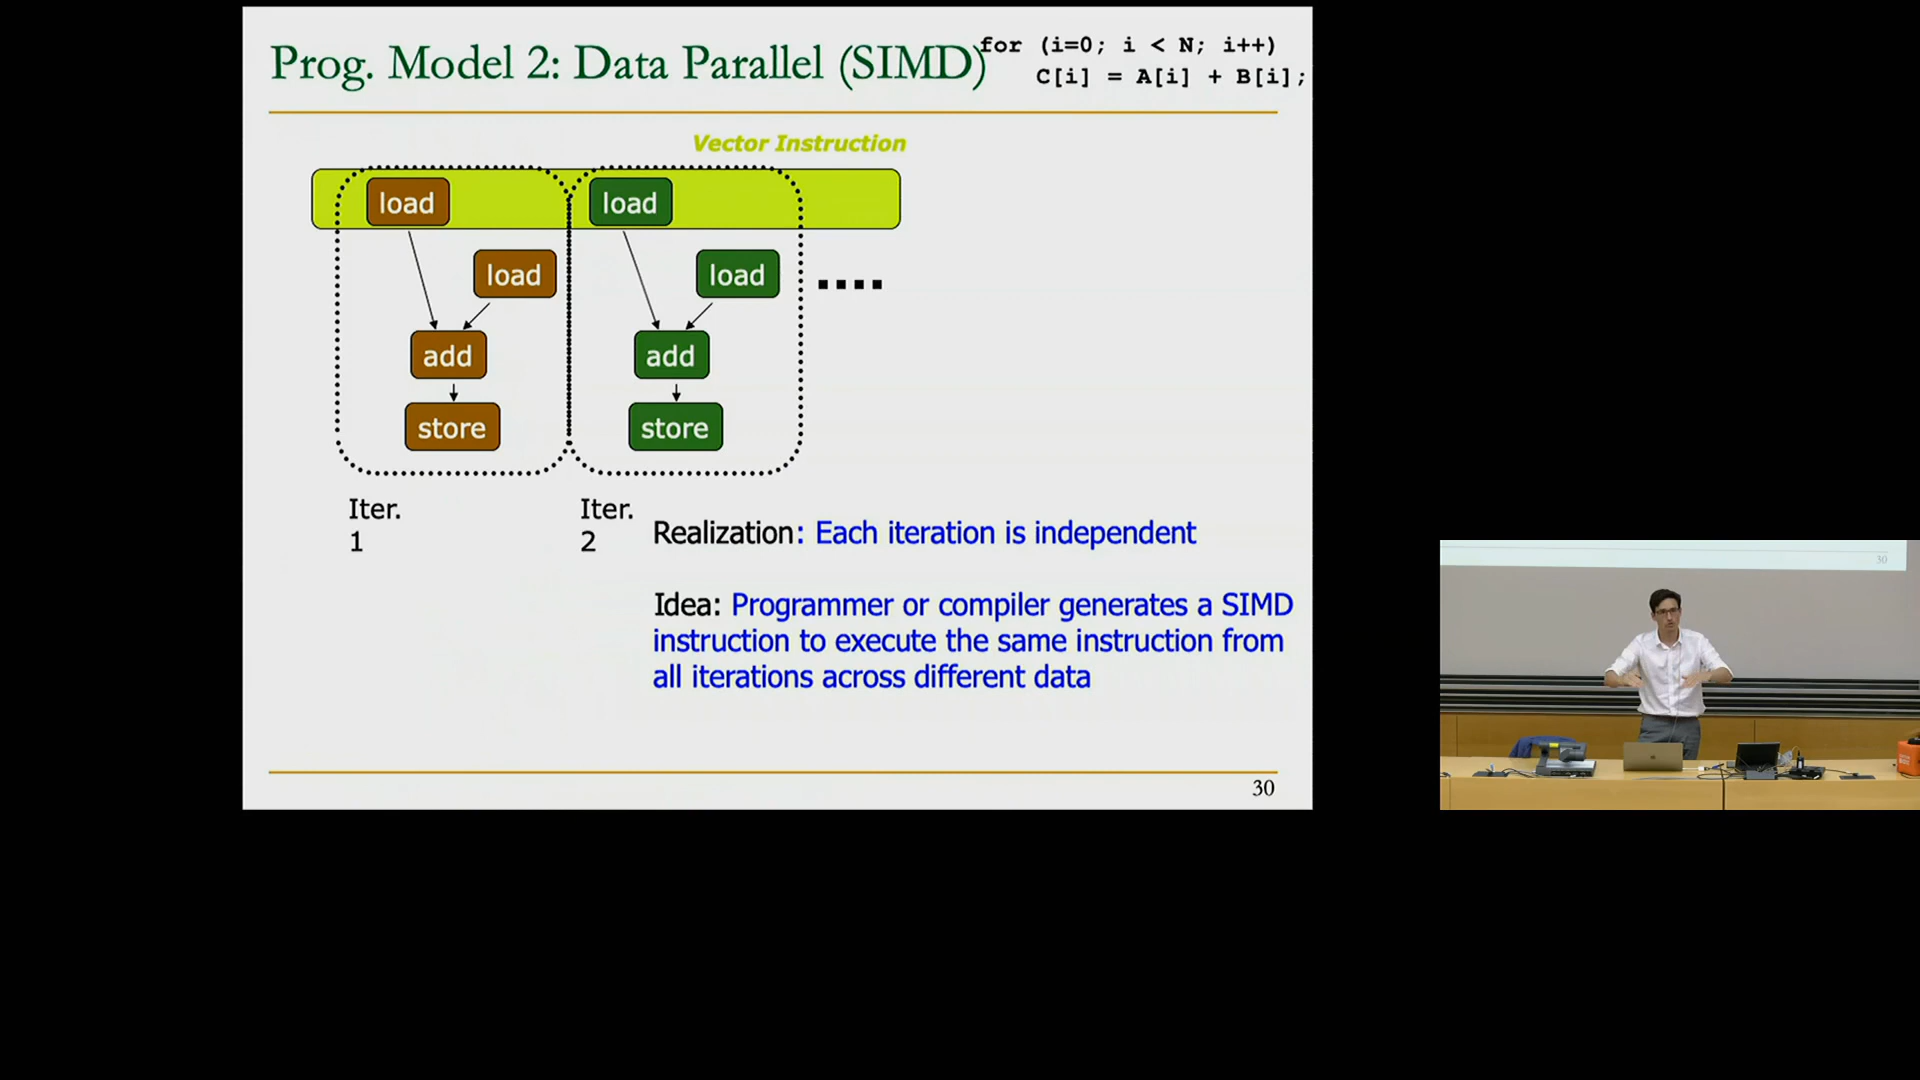 Prog. Model 2: Data Parallel (SIMD)
for (i=0; i < N; i++)
C[i] = A[i] + B[i];
Vector Instruction
load
load
load
load
add
add
store
store
Iter.
1
Iter.
2
Realization: Each iteration is independent
Idea: Programmer or compiler generates a SIMD
instruction to execute the same instruction from
all iterations across different data
30
30